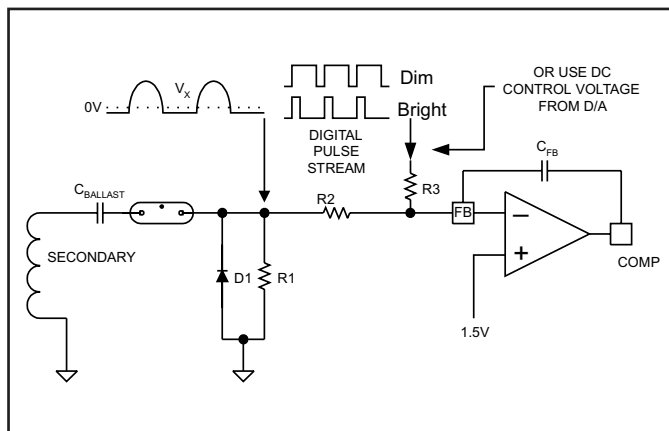 OR USE DC
CONTROL VOLTAGE
FROM D/A
0V
VX
Dim
Bright
DIGITAL
PULSE
STREAM
CBALLAST
CFB
R3
R2
FB
−
+
COMP
SECONDARY
D1
R1
1.5V